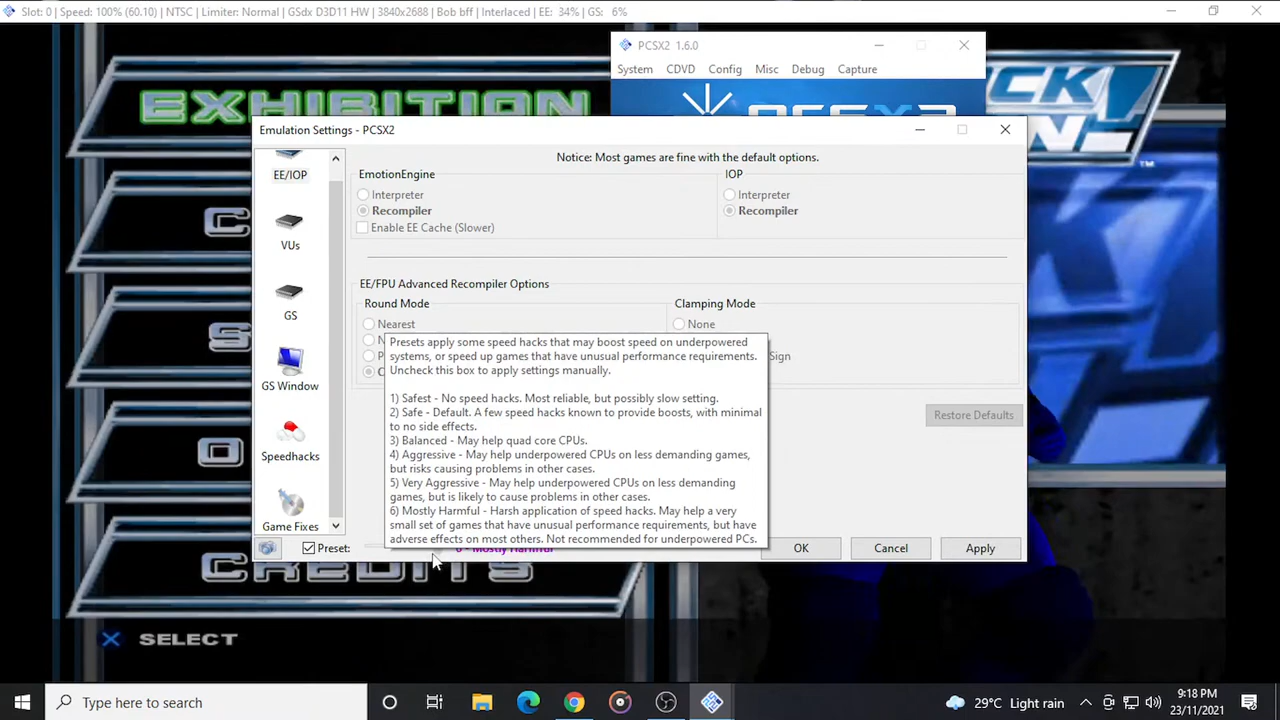 Slot: 0 | Speed: 100% (60.10) | NTSC | Limiter: Normal | GSdx D3D11 HW | 3840x2688 | Bob bff | Interlaced | EE: 34% | GS: 6%
PCSX2 1.6.0
System CDVD Config Misc Debug Capture
EXHIBITION
Emulation Settings - PCSX2
Notice: Most games are fine with the default options.
EE/IOP
VUs
GS
GS Window
Speedhacks
Game Fixes
EmotionEngine
Interpreter
Recompiler
Enable EE Cache (Slower)
IOP
Interpreter
Recompiler
EE/FPU Advanced Recompiler Options
Round Mode
Nearest
Clamping Mode
None
Sign
Presets apply some speed hacks that may boost speed on underpowered
systems, or speed up games that have unusual performance requirements.
Uncheck this box to apply settings manually.
1) Safest - No speed hacks. Most reliable, but possibly slow setting.
2) Safe - Default. A few speed hacks known to provide boosts, with minimal
to no side effects.
3) Balanced - May help quad core CPUs.
4) Aggressive - May help underpowered CPUs on less demanding games,
but risks causing problems in other cases.
5) Very Aggressive - May help underpowered CPUs on less demanding
games, but is likely to cause problems in other cases.
6) Mostly Harmful - Harsh application of speed hacks. May help a very
small set of games that have unusual performance requirements, but have
adverse effects on most others. Not recommended for underpowered PCs.
Restore Defaults
Preset:
6 - Mostly Harmful
OK
Cancel
Apply
CREDITS
SELECT
Type here to search
29°C Light rain
9:18 PM
23/11/2021